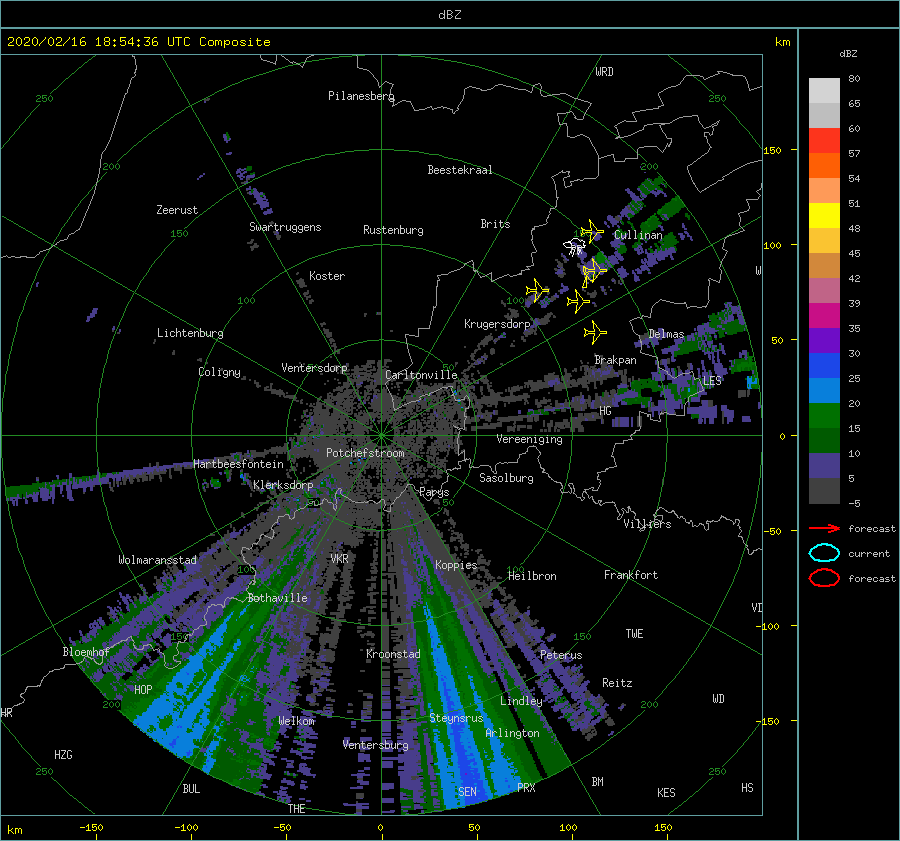 dBZ
2020/02/16 18:54:36 UTC Composite
km
dBZ
WRD
250
Pilanesberg
250
80
65
60
57
54
51
48
45
42
39
35
30
25
20
15
10
5
-5
150
200
Beestekraal
200
Zeerust
Swartruggens
150
Rustenburg
Brits
Cullinan
100
W
Koster
100
100
Krugersdorp
Lichtenburg
Delmas
50
Brakpan
Coligny
Ventersdorp
Carltonville
LES
HG
Vereeniging
0
Potchefstroom
Hartbeesfontein
Klerksdorp
Parys
Sasolburg
50
Villiers
-50
forecast
current
forecast
Wolmaransstad
VKR
Koppies
100
100
Heilbron
Frankfort
Bothaville
VI
-100
150
150
TWE
Bloemhof
Kroonstad
Peterus
Reitz
HOP
WD
200
Lindley
200
HR
Welkom
Steynsrus
-150
Arlington
Ventersburg
HZG
250
250
BUL
SEN
PRX
BM
KES
HS
THE
km
-150
-100
-50
0
50
100
150